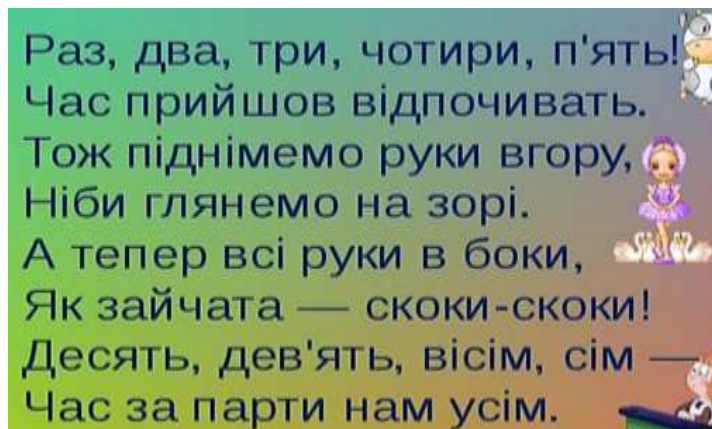 Раз, два, три, чотири, п'ять!
Час прийшов відпочивать.
Тож піднімемо руки вгору,
Ніби глянемо на зорі.
А тепер всі руки в боки,
Як зайчата — скоки-скоки!
Десять, дев'ять, вісім, сім —
Час за парти нам усім.